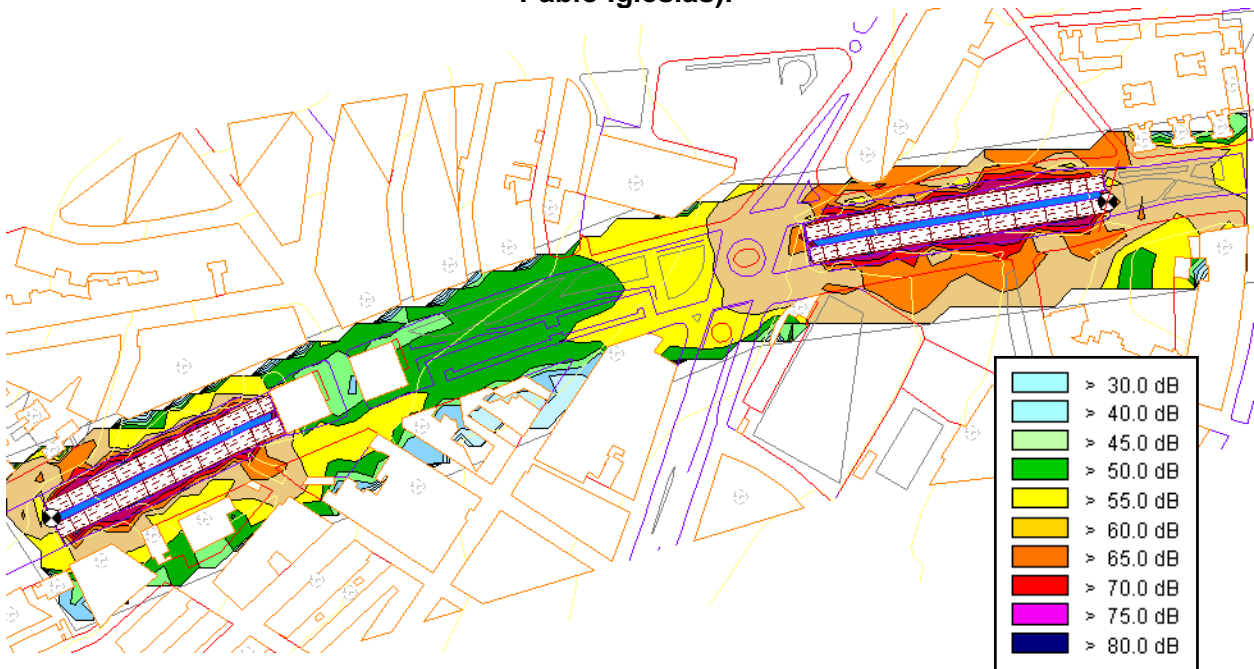 Pablo Iglesias).
> 30.0 dB
> 40.0 dB
> 45.0 dB
> 50.0 dB
> 55.0 dB
> 60.0 dB
> 65.0 dB
> 70.0 dB
> 75.0 dB
> 80.0 dB